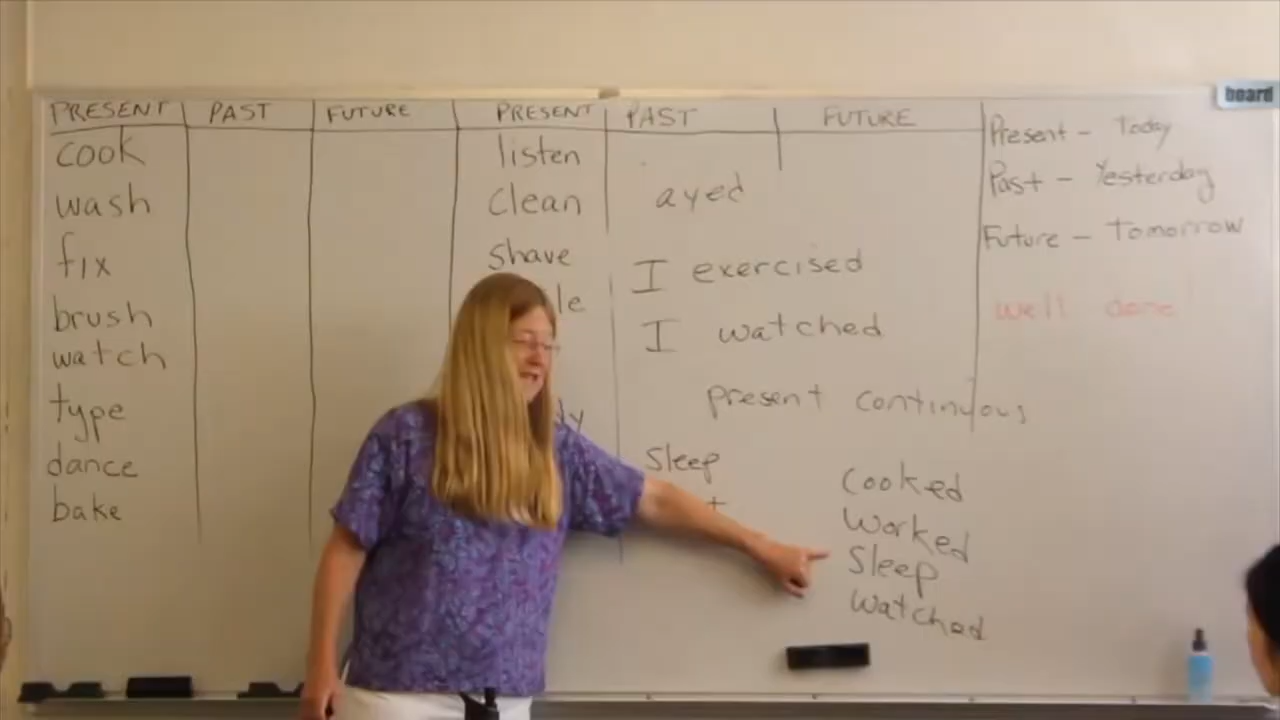 board
PRESENT PAST FUTURE PRESENT PAST FUTURE
cook
wash
fix
brush
watch
type
dance
bake
listen
clean
shave
ayed
I exercised
I watched
present continuous
Sleep
Cooked
Worked
Sleep
Watched
Present - Today
Past - Yesterday
Future - Tomorrow
well done!